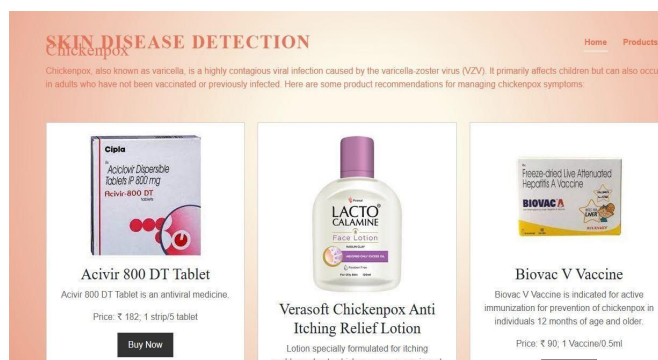 SKIN DISEASE DETECTION
Home Products
Chickenpox
Chickenpox, also known as varicella, is a highly contagious viral infection caused by the varicella-zoster virus (VZV). It primarily affects children but can also occu
in adults who have not been vaccinated or previously infected. Here are some product recommendations for managing chickenpox symptoms:
Cipla
Aciclovir Dispersible
Tablets IP 800 mg
Acivir-800 DT
TABLETS
Acivir 800 DT Tablet
Acivir 800 DT Tablet is an antiviral medicine.
Price: ₹ 182; 1 strip/5 tablet
Buy Now
LACTO
CALAMINE
Face Lotion
Verasoft Chickenpox Anti
Itching Relief Lotion
Lotion specially formulated for itching
Freeze-dried Live Attenuated
Hepatitis A Vaccine
BIOVAC A
Biovac V Vaccine
Biovac V Vaccine is indicated for active
immunization for prevention of chickenpox in
individuals 12 months of age and older.
Price: ₹ 90; 1 Vaccine/0.5ml